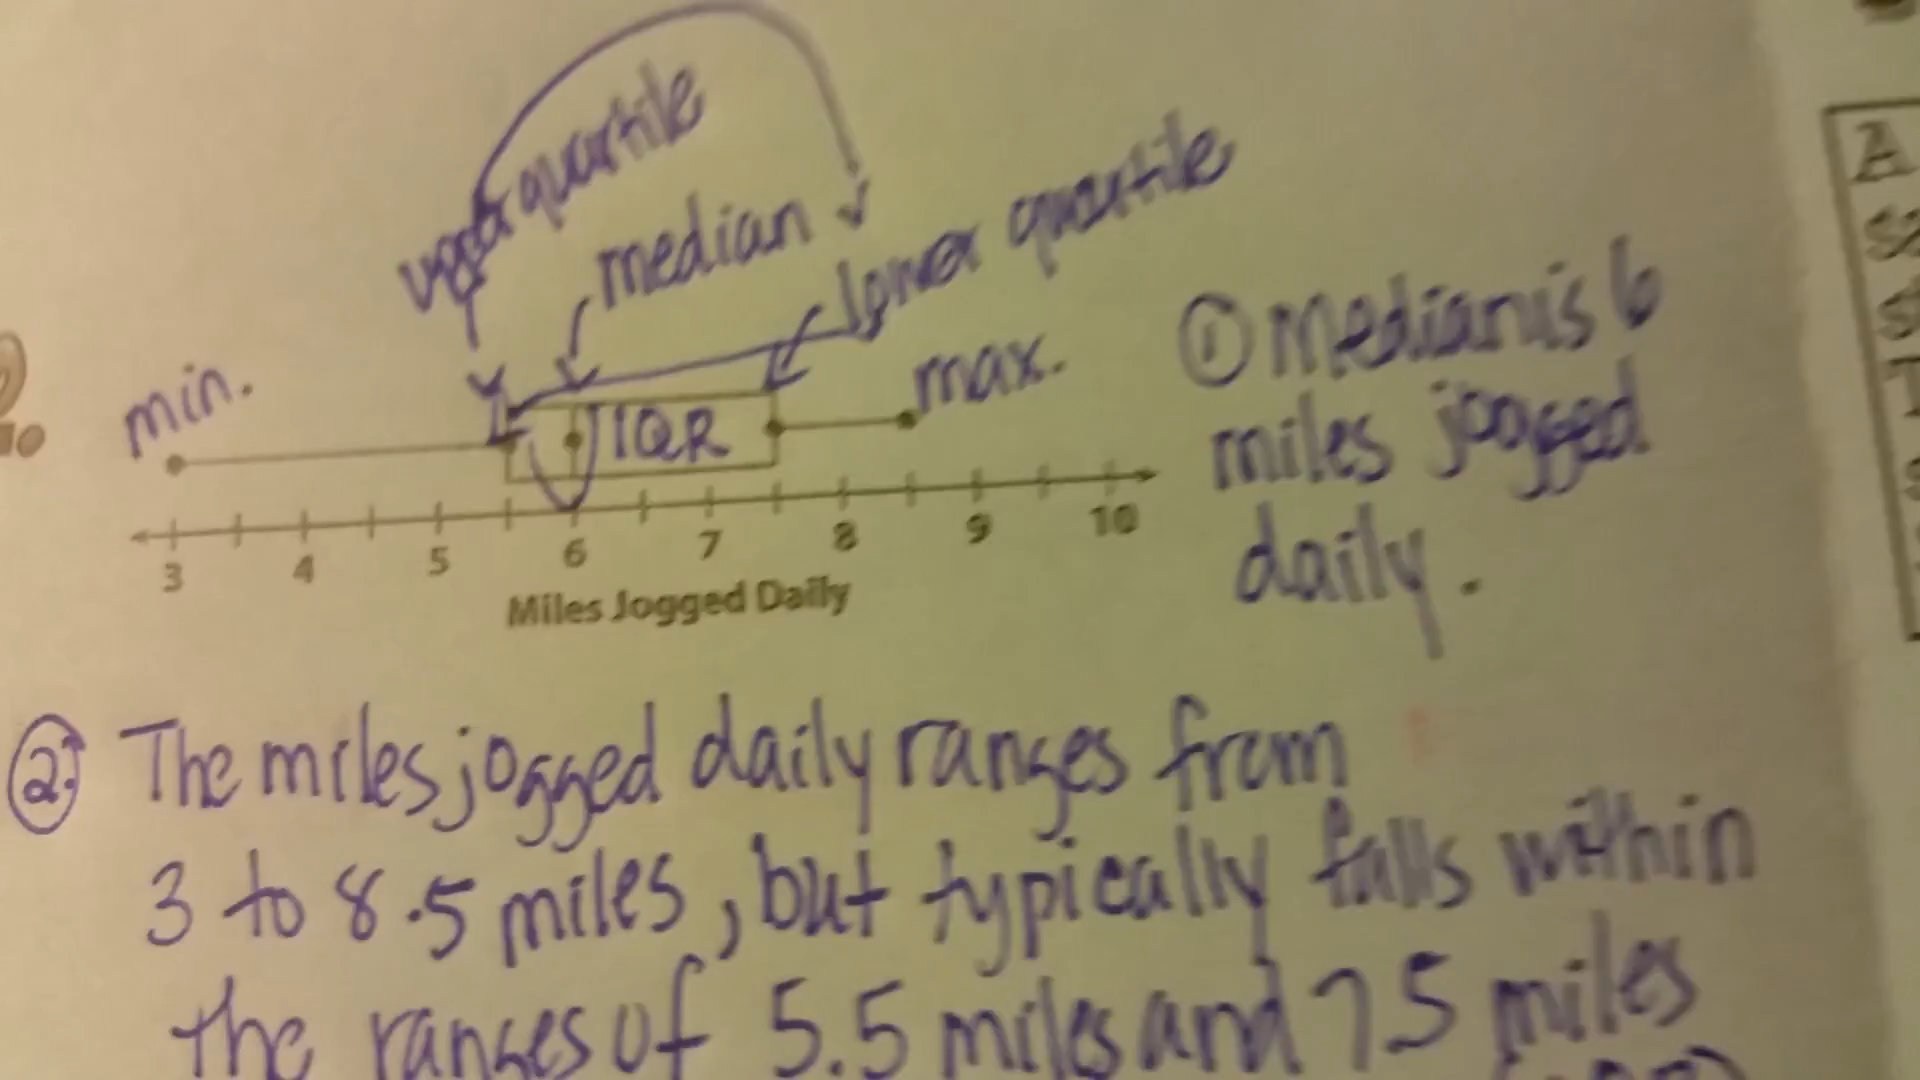 upper quartile
median
lower quartile
min.
IQR
max.
3 4 5 6 7 8 9 10
Miles Jogged Daily
① Median is 6
miles jogged
daily.
②. The miles jogged daily ranges from
3 to 8.5 miles, but typically falls within
the ranges of 5.5 miles and 7.5 miles